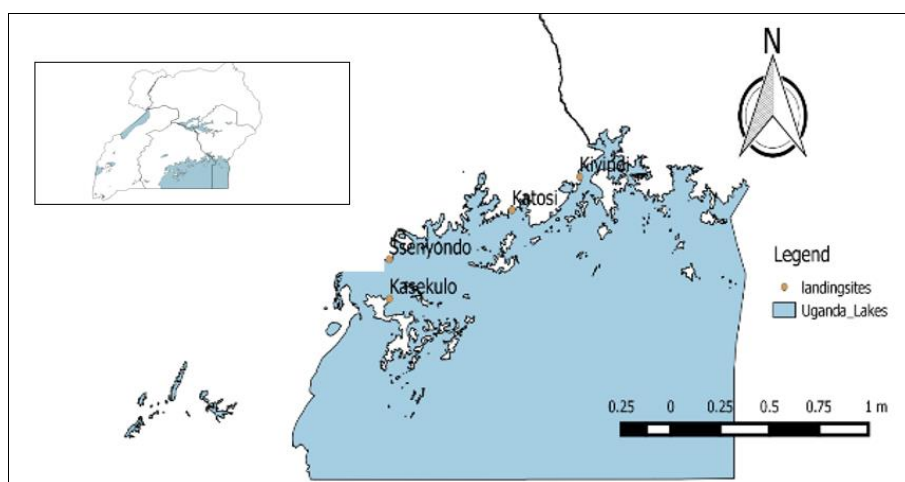 N
Kiyindi
Katosi
Ssenyondo
Kasekulo
Legend
landingsites
Uganda_Lakes
0.25 0 0.25 0.5 0.75 1 m